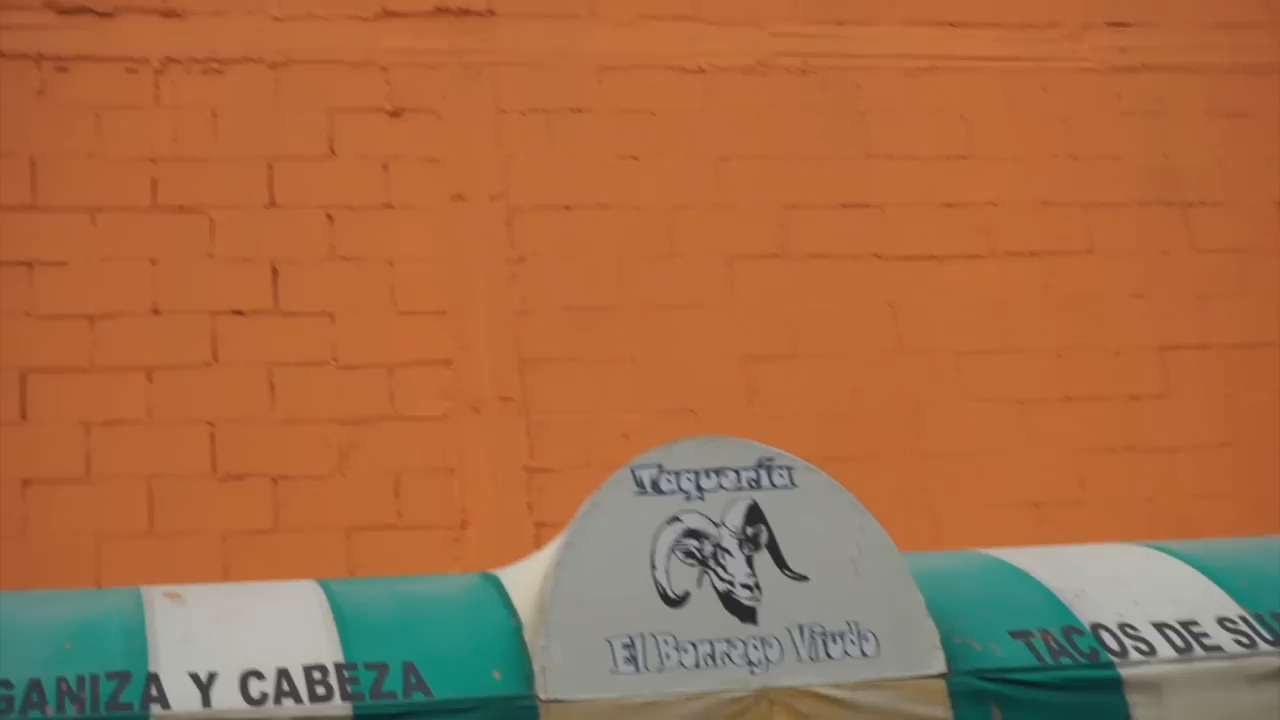 Taquería
El Borrego Viudo
GANIZA Y CABEZA
TACOS DE SU